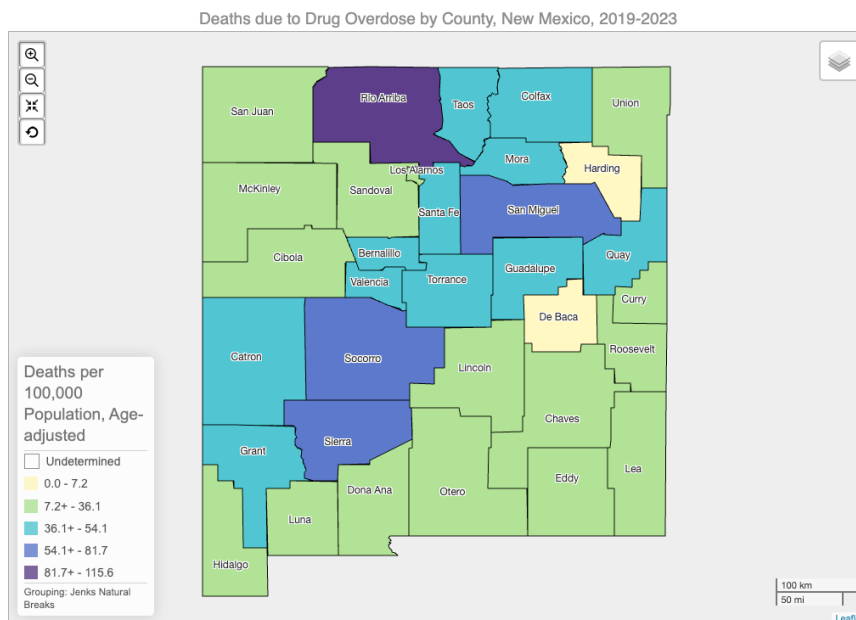 Deaths due to Drug Overdose by County, New Mexico, 2019-2023
San Juan
Rio Arriba
Taos
Colfax
Union
Los Alamos
Mora
Harding
McKinley
Sandoval
Santa Fe
San Miguel
Cibola
Bernalillo
Quay
Valencia
Torrance
Guadalupe
Curry
De Baca
Catron
Socorro
Lincoln
Roosevelt
Chaves
Grant
Sierra
Dona Ana
Otero
Eddy
Lea
Luna
Hidalgo
Deaths per
100,000
Population, Age-
adjusted
Undetermined
0.0 - 7.2
7.2+ - 36.1
36.1+ - 54.1
54.1+ - 81.7
81.7+ - 115.6
Grouping: Jenks Natural
Breaks
100 km
50 mi